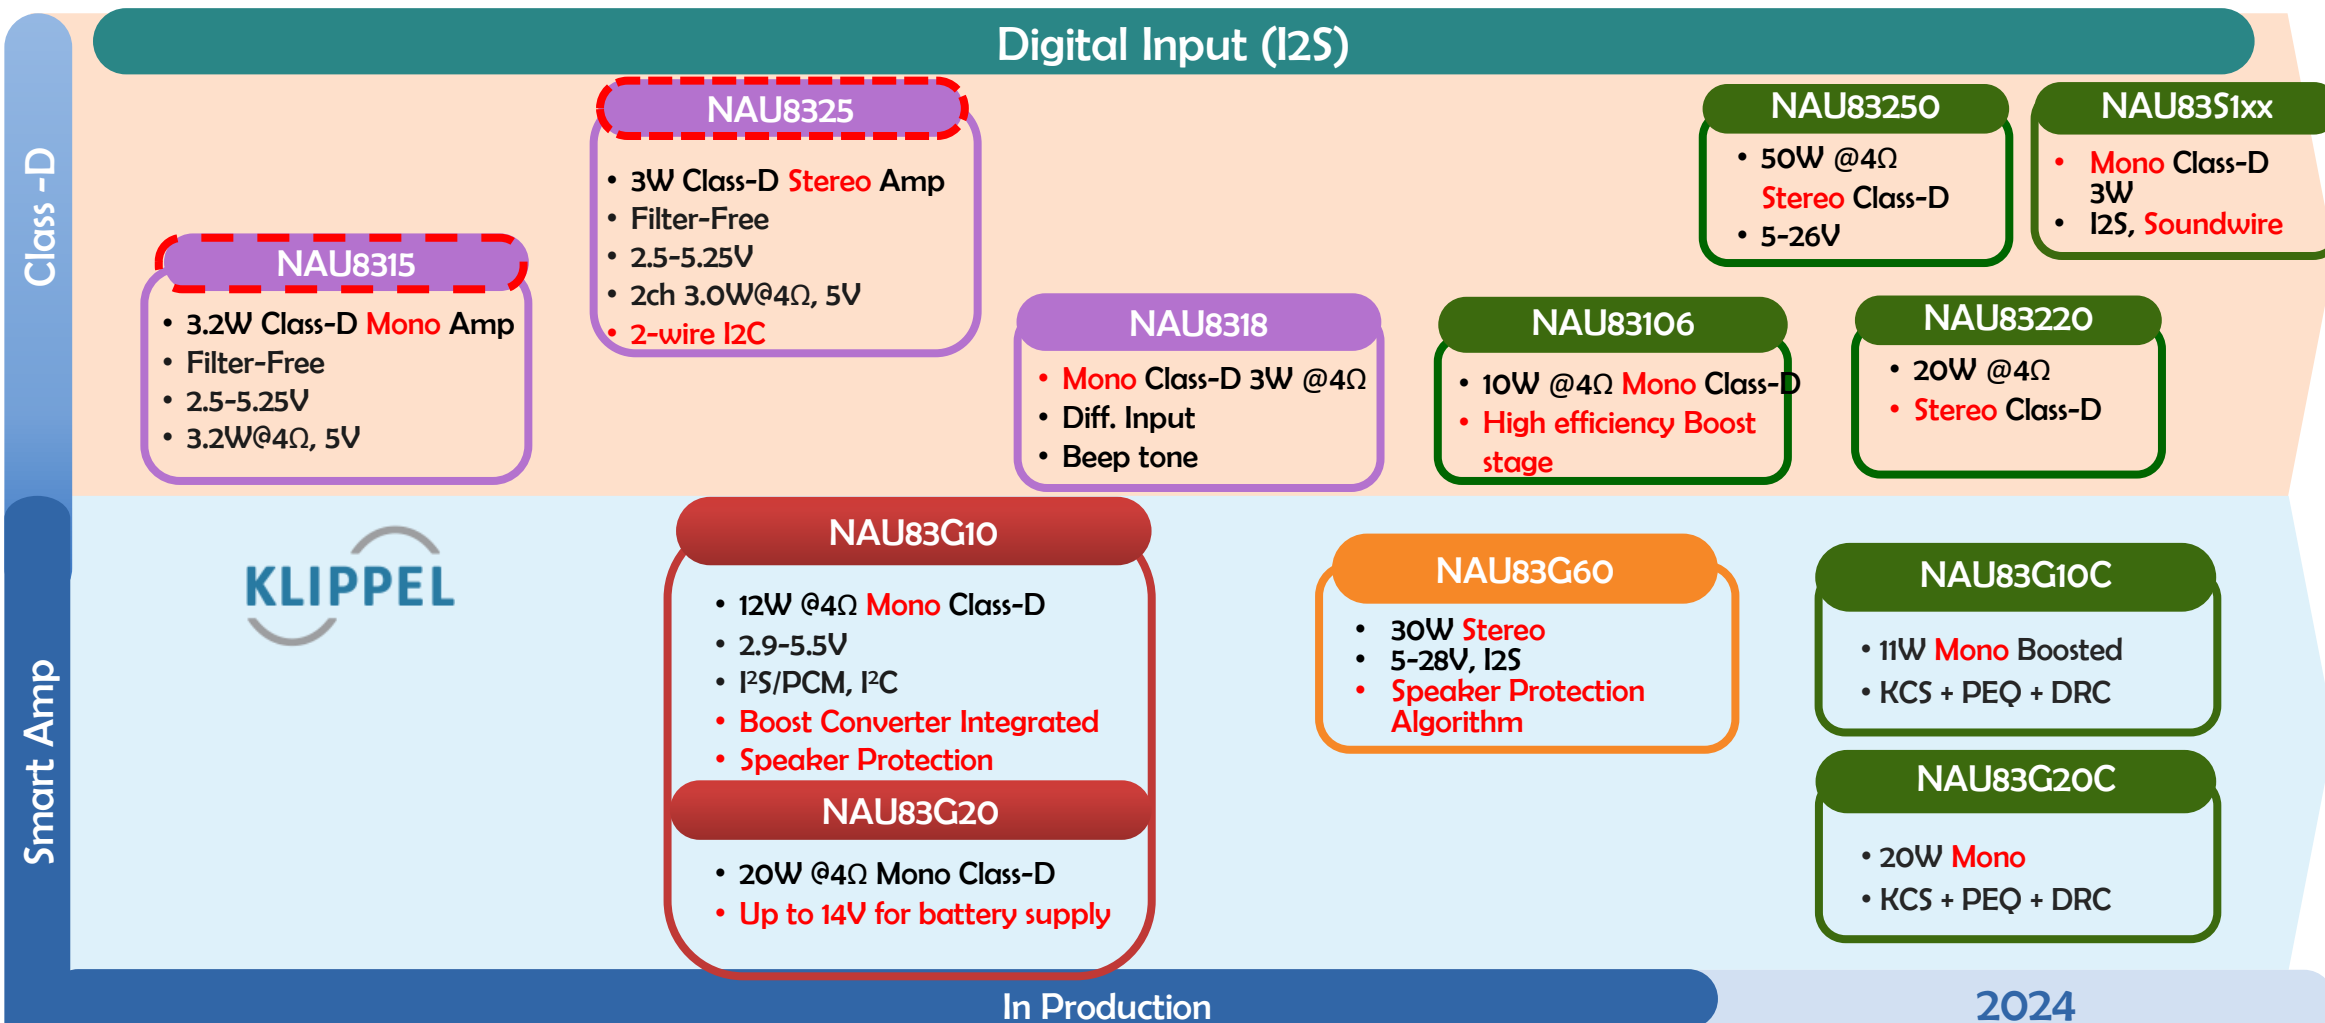 Digital Input (I2S)
Class -D
NAU8325
• 3W Class-D Stereo Amp
• Filter-Free
• 2.5-5.25V
• 2ch 3.0W@4Ω, 5V
• 2-wire I2C
NAU83250
• 50W @4Ω
Stereo Class-D
• 5-26V
NAU83S1xx
• Mono Class-D
3W
• I2S, Soundwire
NAU8315
• 3.2W Class-D Mono Amp
• Filter-Free
• 2.5-5.25V
• 3.2W@4Ω, 5V
NAU8318
• Mono Class-D 3W @4Ω
• Diff. Input
• Beep tone
NAU83106
• 10W @4Ω Mono Class-D
• High efficiency Boost
stage
NAU83220
• 20W @4Ω
• Stereo Class-D
Smart Amp
KLIPPEL
NAU83G10
• 12W @4Ω Mono Class-D
• 2.9-5.5V
• I²S/PCM, I²C
• Boost Converter Integrated
• Speaker Protection
NAU83G20
• 20W @4Ω Mono Class-D
• Up to 14V for battery supply
NAU83G60
• 30W Stereo
• 5-28V, I2S
• Speaker Protection
Algorithm
NAU83G10C
• 11W Mono Boosted
• KCS + PEQ + DRC
NAU83G20C
• 20W Mono
• KCS + PEQ + DRC
In Production
2024